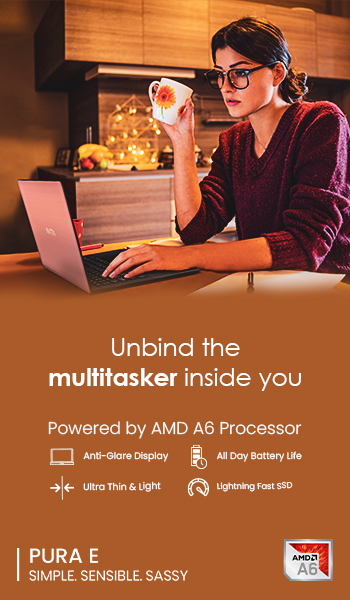 Unbind the
multitasker inside you
Powered by AMD A6 Processor
Anti-Glare Display
All Day Battery Life
Ultra Thin & Light
Lightning Fast SSD
PURA E
SIMPLE. SENSIBLE. SASSY
AMD
A6